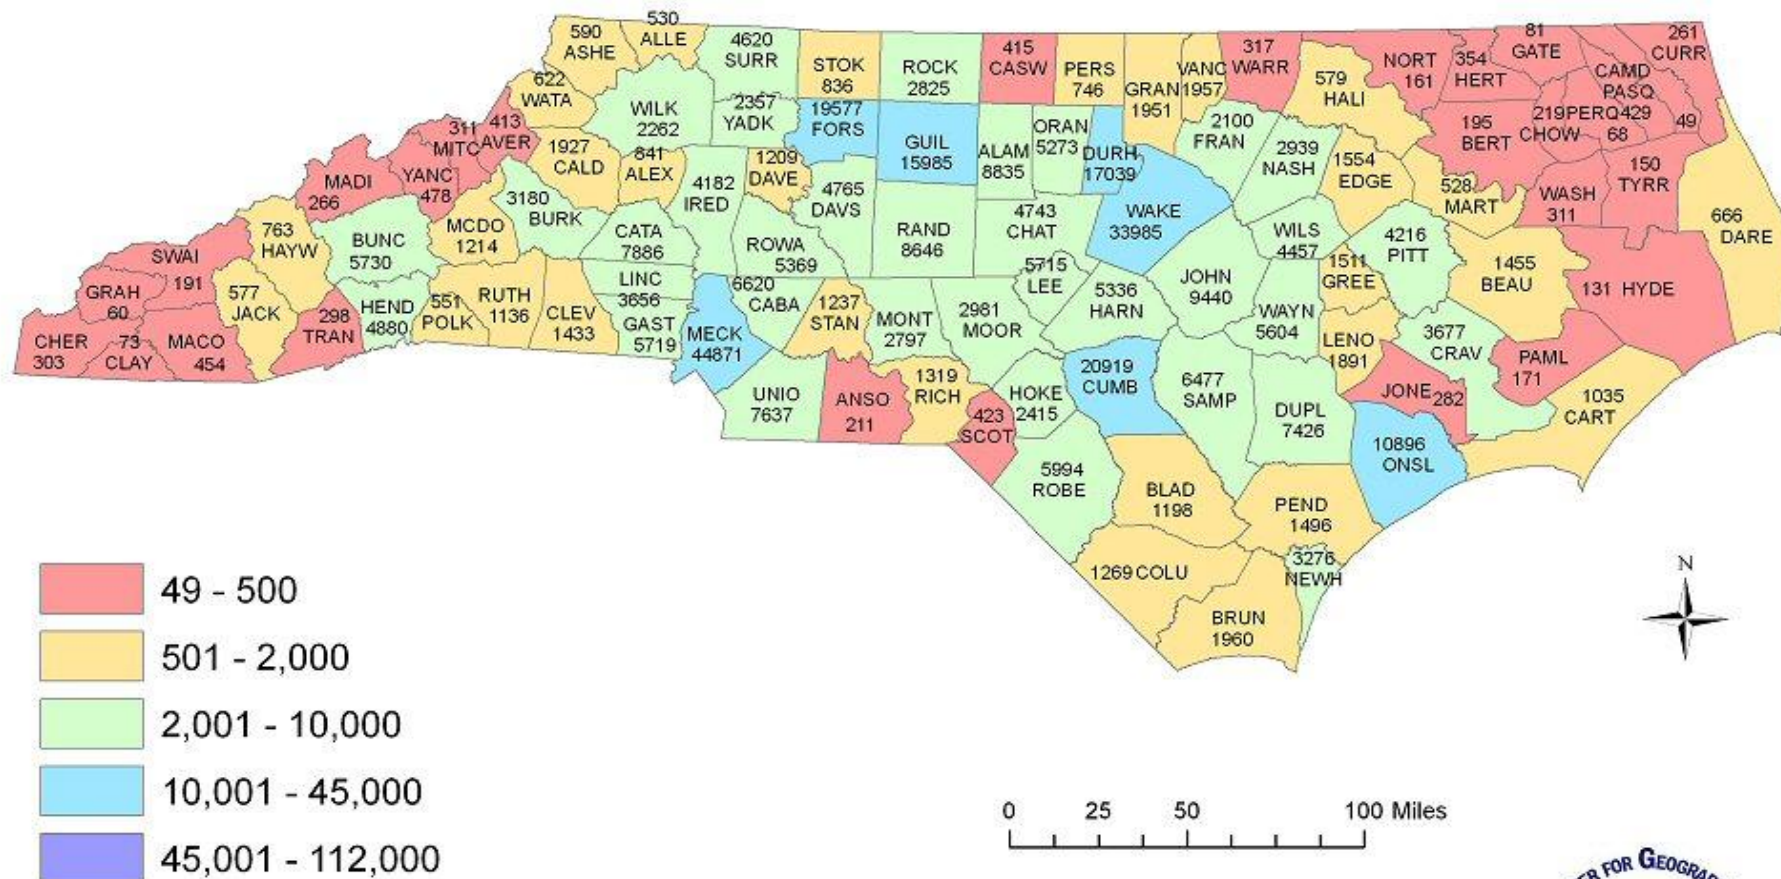 590
ASHE
530
ALLE
4620
SURR
STOK
836
ROCK
2825
415
CASW
PERS
746
GRAN
1951
VANC
1957
317
WARR
579
HALI
NORT
161
354
HERT
81
GATE
261
CURR
CAMD
PASQ
429
49
219
CHOW
PERQ
68
195
BERT
622
WATA
WILK
2262
2357
YADK
19577
FORS
GUIL
15985
ALAM
8835
ORAN
5273
DURH
17039
2100
FRAN
2939
NASH
1554
EDGE
528
MART
WASH
311
150
TYRR
666
DARE
311
MITC
413
AVER
1927
CALD
841
ALEX
4182
IRED
1209
DAVE
4765
DAVS
RAND
8646
4743
CHAT
WAKE
33985
WILS
4457
4216
PITT
1455
BEAU
131 HYDE
MADI
266
YANC
478
MCDO
1214
3180
BURK
CATA
7886
ROWA
5369
5715
LEE
JOHN
9440
1511
GREE
763
HAYW
BUNC
5730
SWAI
191
GRAH
60
577
JACK
HEND
4880
551
POLK
RUTH
1136
CLEV
1433
LINC
3656
GAST
5719
MECK
44871
6620
CABA
1237
STAN
MONT
2797
2981
MOOR
5336
HARN
WAYN
5604
LENO
1891
3677
CRAV
PAML
171
CHER
303
73
CLAY
MACO
454
298
TRAN
UNIO
7637
ANSO
211
1319
RICH
423
SCOT
HOKE
2415
20919
CUMB
6477
SAMP
DUPL
7426
JONE
282
1035
CART
10896
ONSL
5994
ROBE
BLAD
1198
PEND
1496
1269 COLU
BRUN
1960
3276
NEWH
N
49 - 500
501 - 2,000
2,001 - 10,000
10,001 - 45,000
45,001 - 112,000
0 25 50 100 Miles
FOR